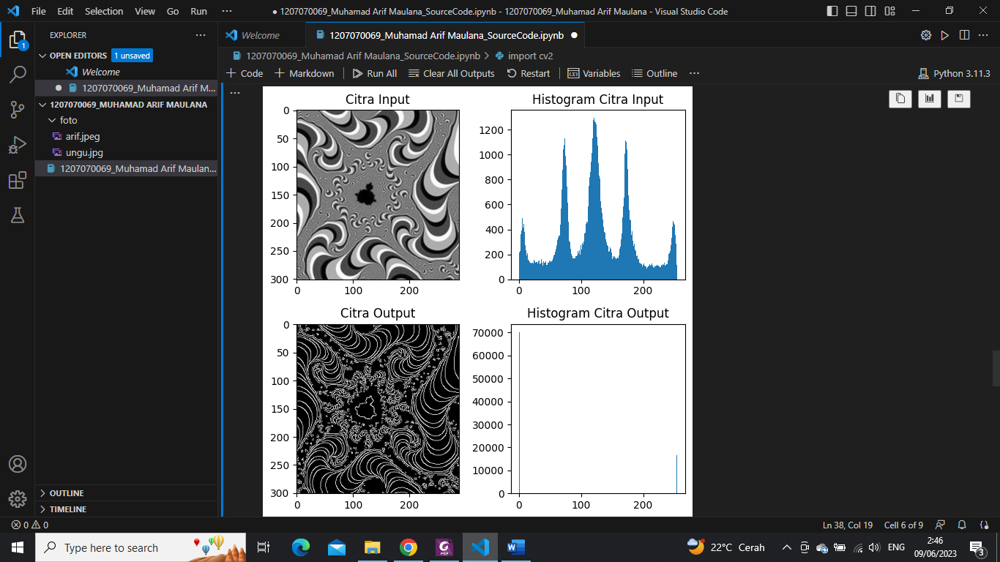 File Edit Selection View Go Run ···
● 1207070069_Muhamad Arif Maulana_SourceCode.ipynb - 1207070069_Muhamad Arif Maulana - Visual Studio Code
EXPLORER
Welcome
1207070069_Muhamad Arif Maulana_SourceCode.ipynb ●
1
OPEN EDITORS 1 unsaved
Welcome
1207070069_Muhamad Arif M...
1207070069_MUHAMAD ARIF MAULANA
foto
arif.jpeg
ungu.jpg
1207070069_Muhamad Arif Maulan...
1207070069_Muhamad Arif Maulana_SourceCode.ipynb > import cv2
+ Code + Markdown Run All Clear All Outputs Restart Variables Outline ··· Python 3.11.3
Citra Input
0
50
100
150
200
250
300
0 100 200
Histogram Citra Input
1200
1000
800
600
400
200
0
0 100 200
Citra Output
0
50
100
150
200
250
300
0 100 200
Histogram Citra Output
70000
60000
50000
40000
30000
20000
10000
0
0 100 200
OUTLINE
TIMELINE
0 0
Ln 38, Col 19 Cell 6 of 9
Type here to search
PDF
22°C Cerah
ENG
2:46
09/06/2023
3